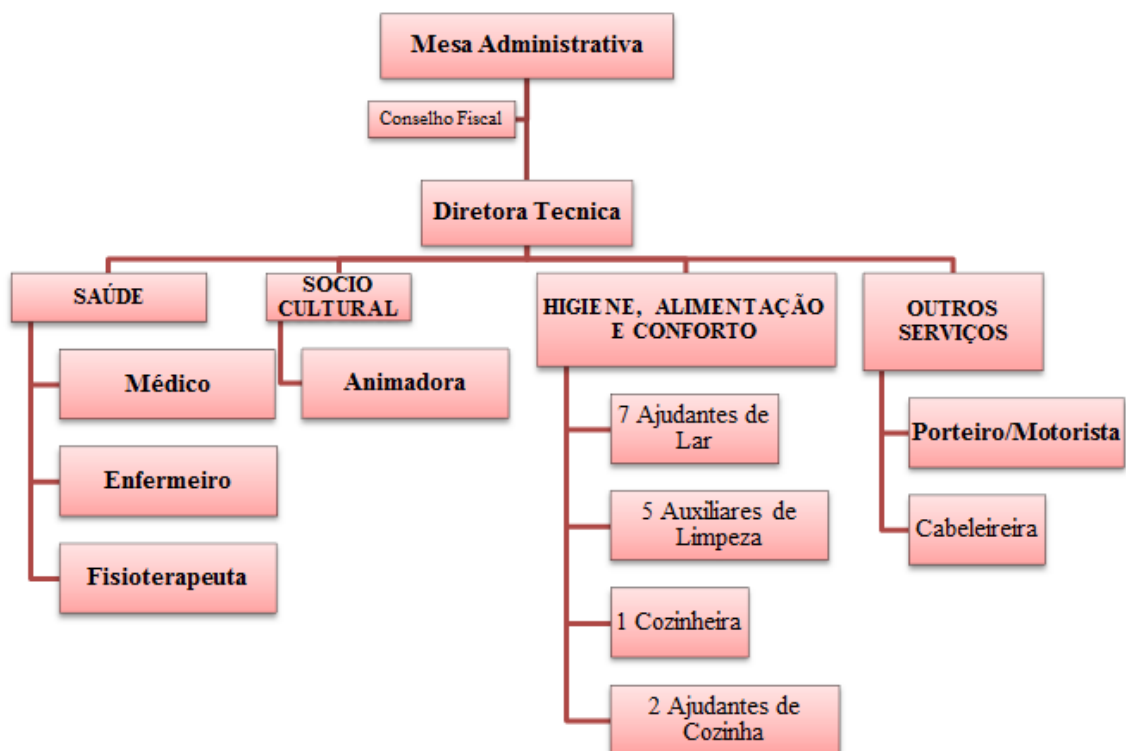 Mesa Administrativa
Conselho Fiscal
Diretora Tecnica
SAÚDE
Médico
Enfermeiro
Fisioterapeuta
SOCIO
CULTURAL
Animadora
HIGIENE, ALIMENTAÇÃO
E CONFORTO
7 Ajudantes de
Lar
5 Auxiliares de
Limpeza
1 Cozinheira
2 Ajudantes de
Cozinha
OUTROS
SERVIÇOS
Porteiro/Motorista
Cabeleireira